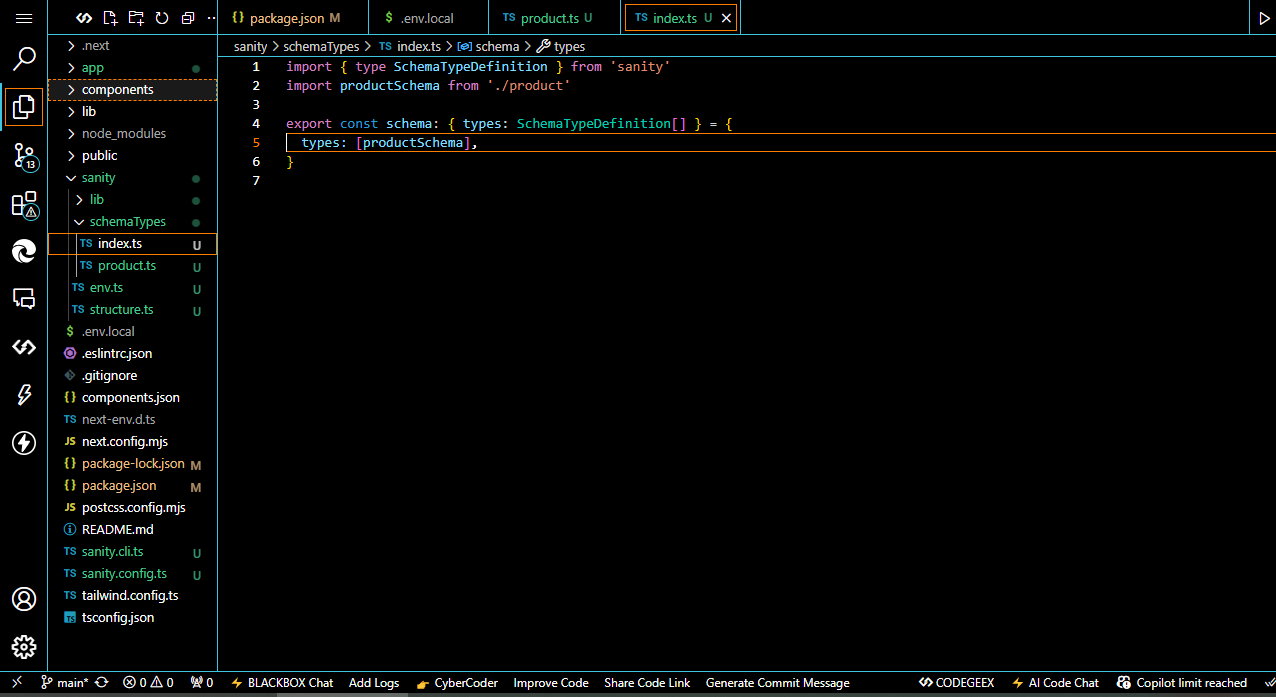 {} package.json M
$ .env.local
TS product.ts U
TS index.ts U
.next
app
components
lib
node_modules
public
sanity
lib
schemaTypes
TS index.ts U
TS product.ts U
TS env.ts U
TS structure.ts U
$ .env.local
.eslintrc.json
.gitignore
{} components.json
TS next-env.d.ts
JS next.config.mjs
{} package-lock.json M
{} package.json M
JS postcss.config.mjs
README.md
TS sanity.cli.ts U
TS sanity.config.ts U
TS tailwind.config.ts
TS tsconfig.json
13
sanity > schemaTypes > TS index.ts > schema > types
1 import { type SchemaTypeDefinition } from 'sanity'
2 import productSchema from './product'
3
4 export const schema: { types: SchemaTypeDefinition[] } = {
5   types: [productSchema],
6 }
7
main* 0 0 0 BLACKBOX Chat Add Logs CyberCoder Improve Code Share Code Link Generate Commit Message CODEGEEX AI Code Chat Copilot limit reached